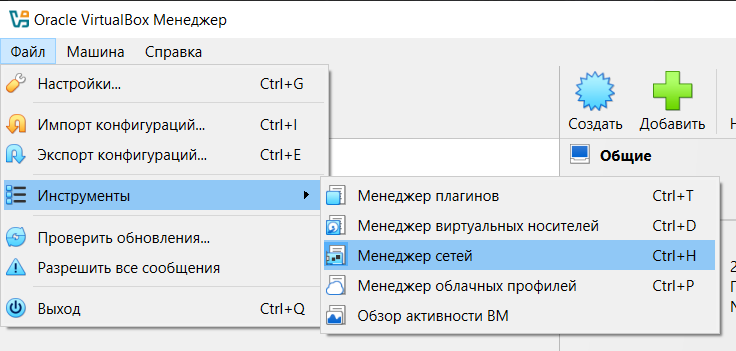 Oracle VirtualBox Менеджер
Файл Машина Справка
Настройки... Ctrl+G
Импорт конфигураций... Ctrl+I
Экспорт конфигураций... Ctrl+E
Инструменты
Проверить обновления...
Разрешить все сообщения
Выход Ctrl+Q
Создать Добавить
Общие
Менеджер плагинов Ctrl+T
Менеджер виртуальных носителей Ctrl+D
Менеджер сетей Ctrl+H
Менеджер облачных профилей Ctrl+P
Обзор активности ВМ